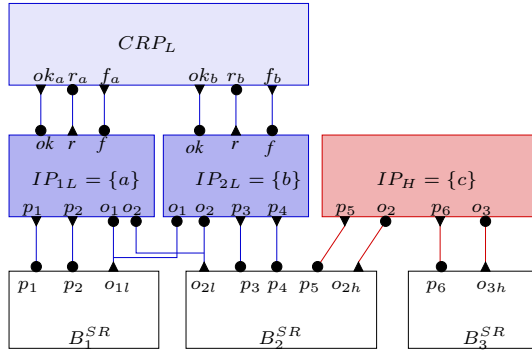 CRP_L
ok_a r_a f_a ok_b r_b f_b
ok r f ok r f
IP_{1L} = {a} IP_{2L} = {b} IP_H = {c}
p_1 p_2 o_1 o_2 o_1 o_2 p_3 p_4 p_5 o_2 p_6 o_3
p_1 p_2 o_{1l} o_{2l} p_3 p_4 p_5 o_{2h} p_6 o_{3h}
B_1^{SR} B_2^{SR} B_3^{SR}